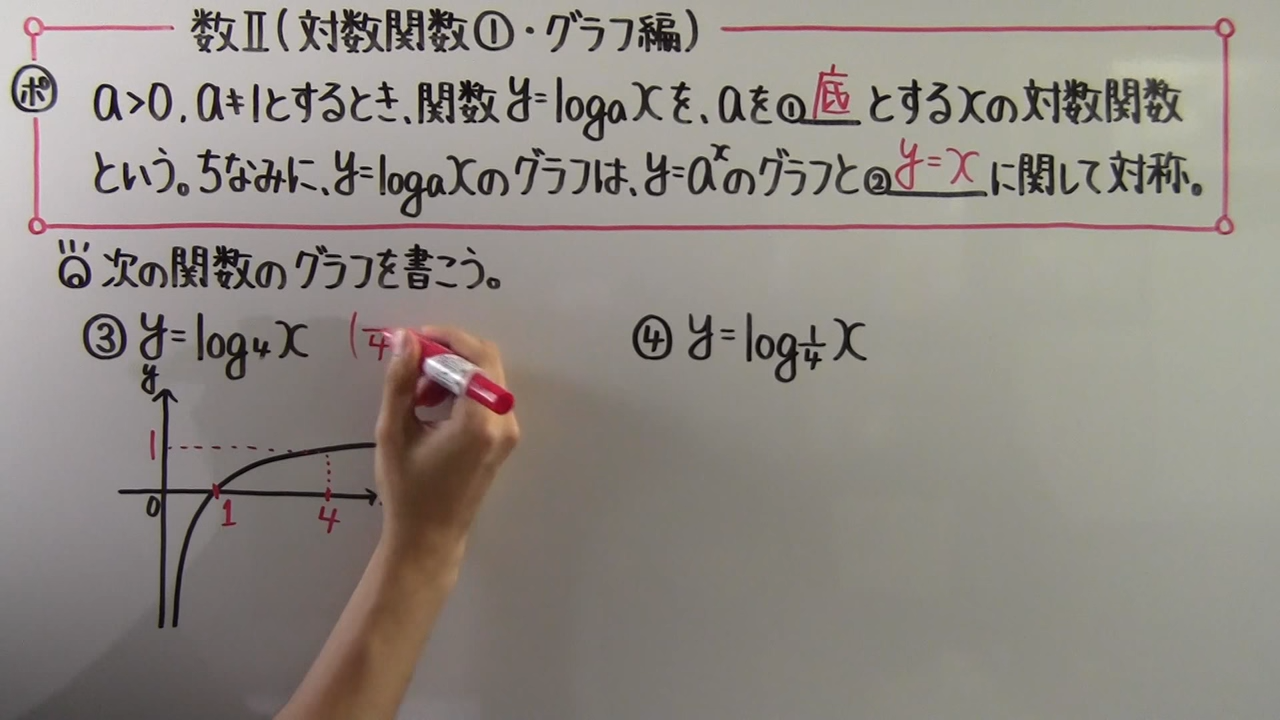 数Ⅱ(対数関数①・グラフ編)
ポ
a>0, a≠1とするとき、関数 y=logₐxを、aを①底とするxの対数関数
という。ちなみに、y=logₐxのグラフは、y=aˣのグラフと②y=xに関して対称。
次の関数のグラフを書こう。
③ y=log₄x (4
④ y=log1/4 x
y
1
0 1 4